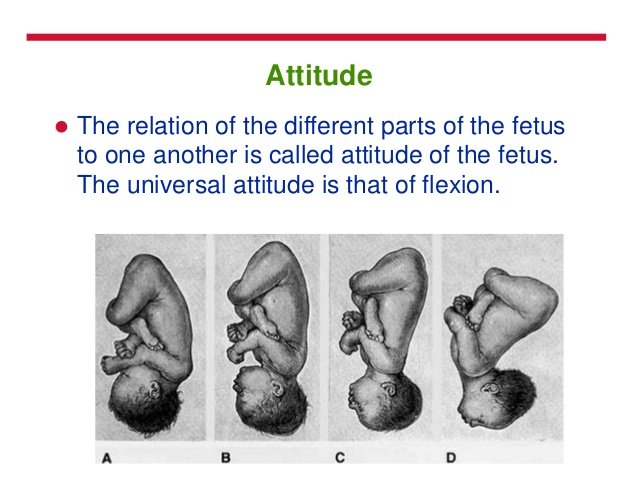 Attitude
The relation of the different parts of the fetus
to one another is called attitude of the fetus.
The universal attitude is that of flexion.
A B C D